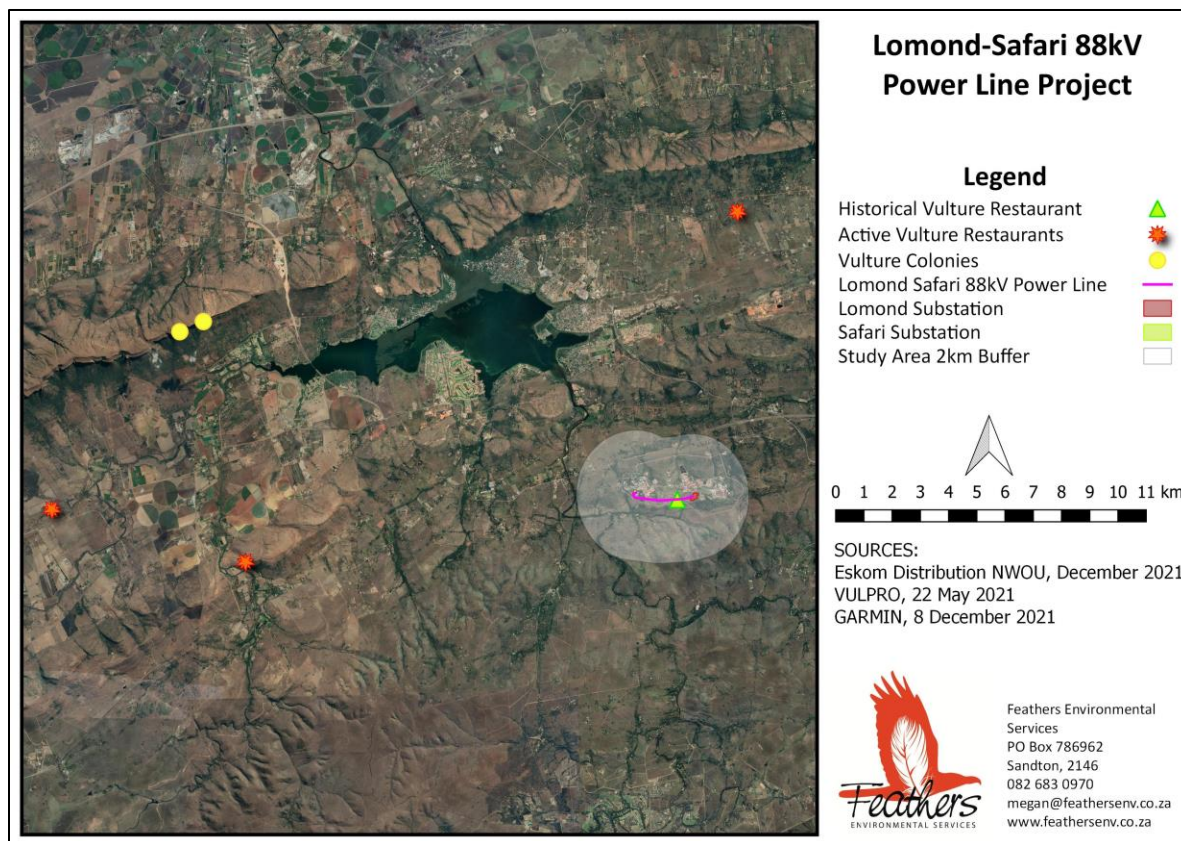 Lomond-Safari 88kV
Power Line Project
Legend
Historical Vulture Restaurant
Active Vulture Restaurants
Vulture Colonies
Lomond Safari 88kV Power Line
Lomond Substation
Safari Substation
Study Area 2km Buffer
0 1 2 3 4 5 6 7 8 9 10 11 km
SOURCES:
Eskom Distribution NWOU, December 2021
VULPRO, 22 May 2021
GARMIN, 8 December 2021
Feathers
ENVIRONMENTAL SERVICES
Feathers Environmental
Services
PO Box 786962
Sandton, 2146
082 683 0970
megan@feathersenv.co.za
www.feathersenv.co.za